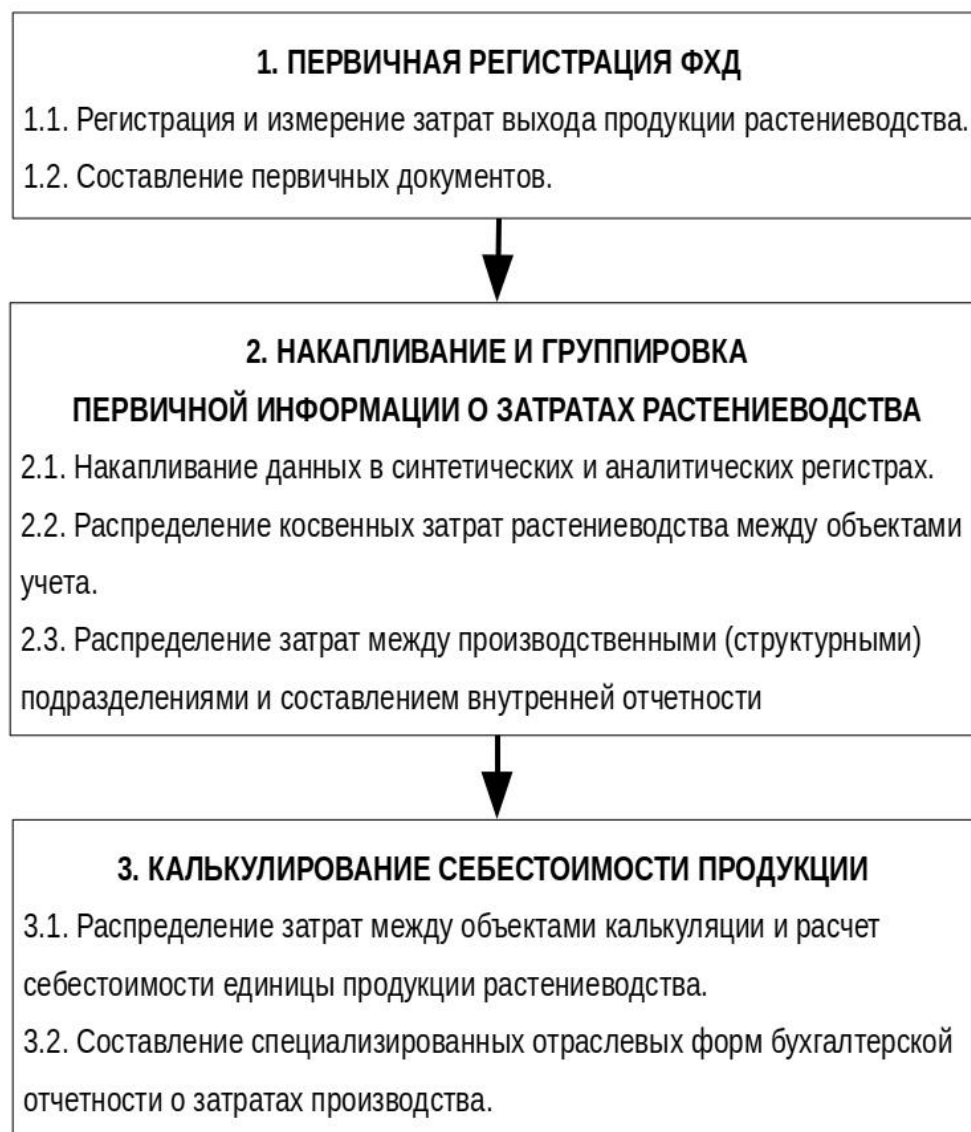 1. ПЕРВИЧНАЯ РЕГИСТРАЦИЯ ФХД
1.1. Регистрация и измерение затрат выхода продукции растениеводства.
1.2. Составление первичных документов.
2. НАКАПЛИВАНИЕ И ГРУППИРОВКА
ПЕРВИЧНОЙ ИНФОРМАЦИИ О ЗАТРАТАХ РАСТЕНИЕВОДСТВА
2.1. Накапливание данных в синтетических и аналитических регистрах.
2.2. Распределение косвенных затрат растениеводства между объектами
учета.
2.3. Распределение затрат между производственными (структурными)
подразделениями и составлением внутренней отчетности
3. КАЛЬКУЛИРОВАНИЕ СЕБЕСТОИМОСТИ ПРОДУКЦИИ
3.1. Распределение затрат между объектами калькуляции и расчет
себестоимости единицы продукции растениеводства.
3.2. Составление специализированных отраслевых форм бухгалтерской
отчетности о затратах производства.